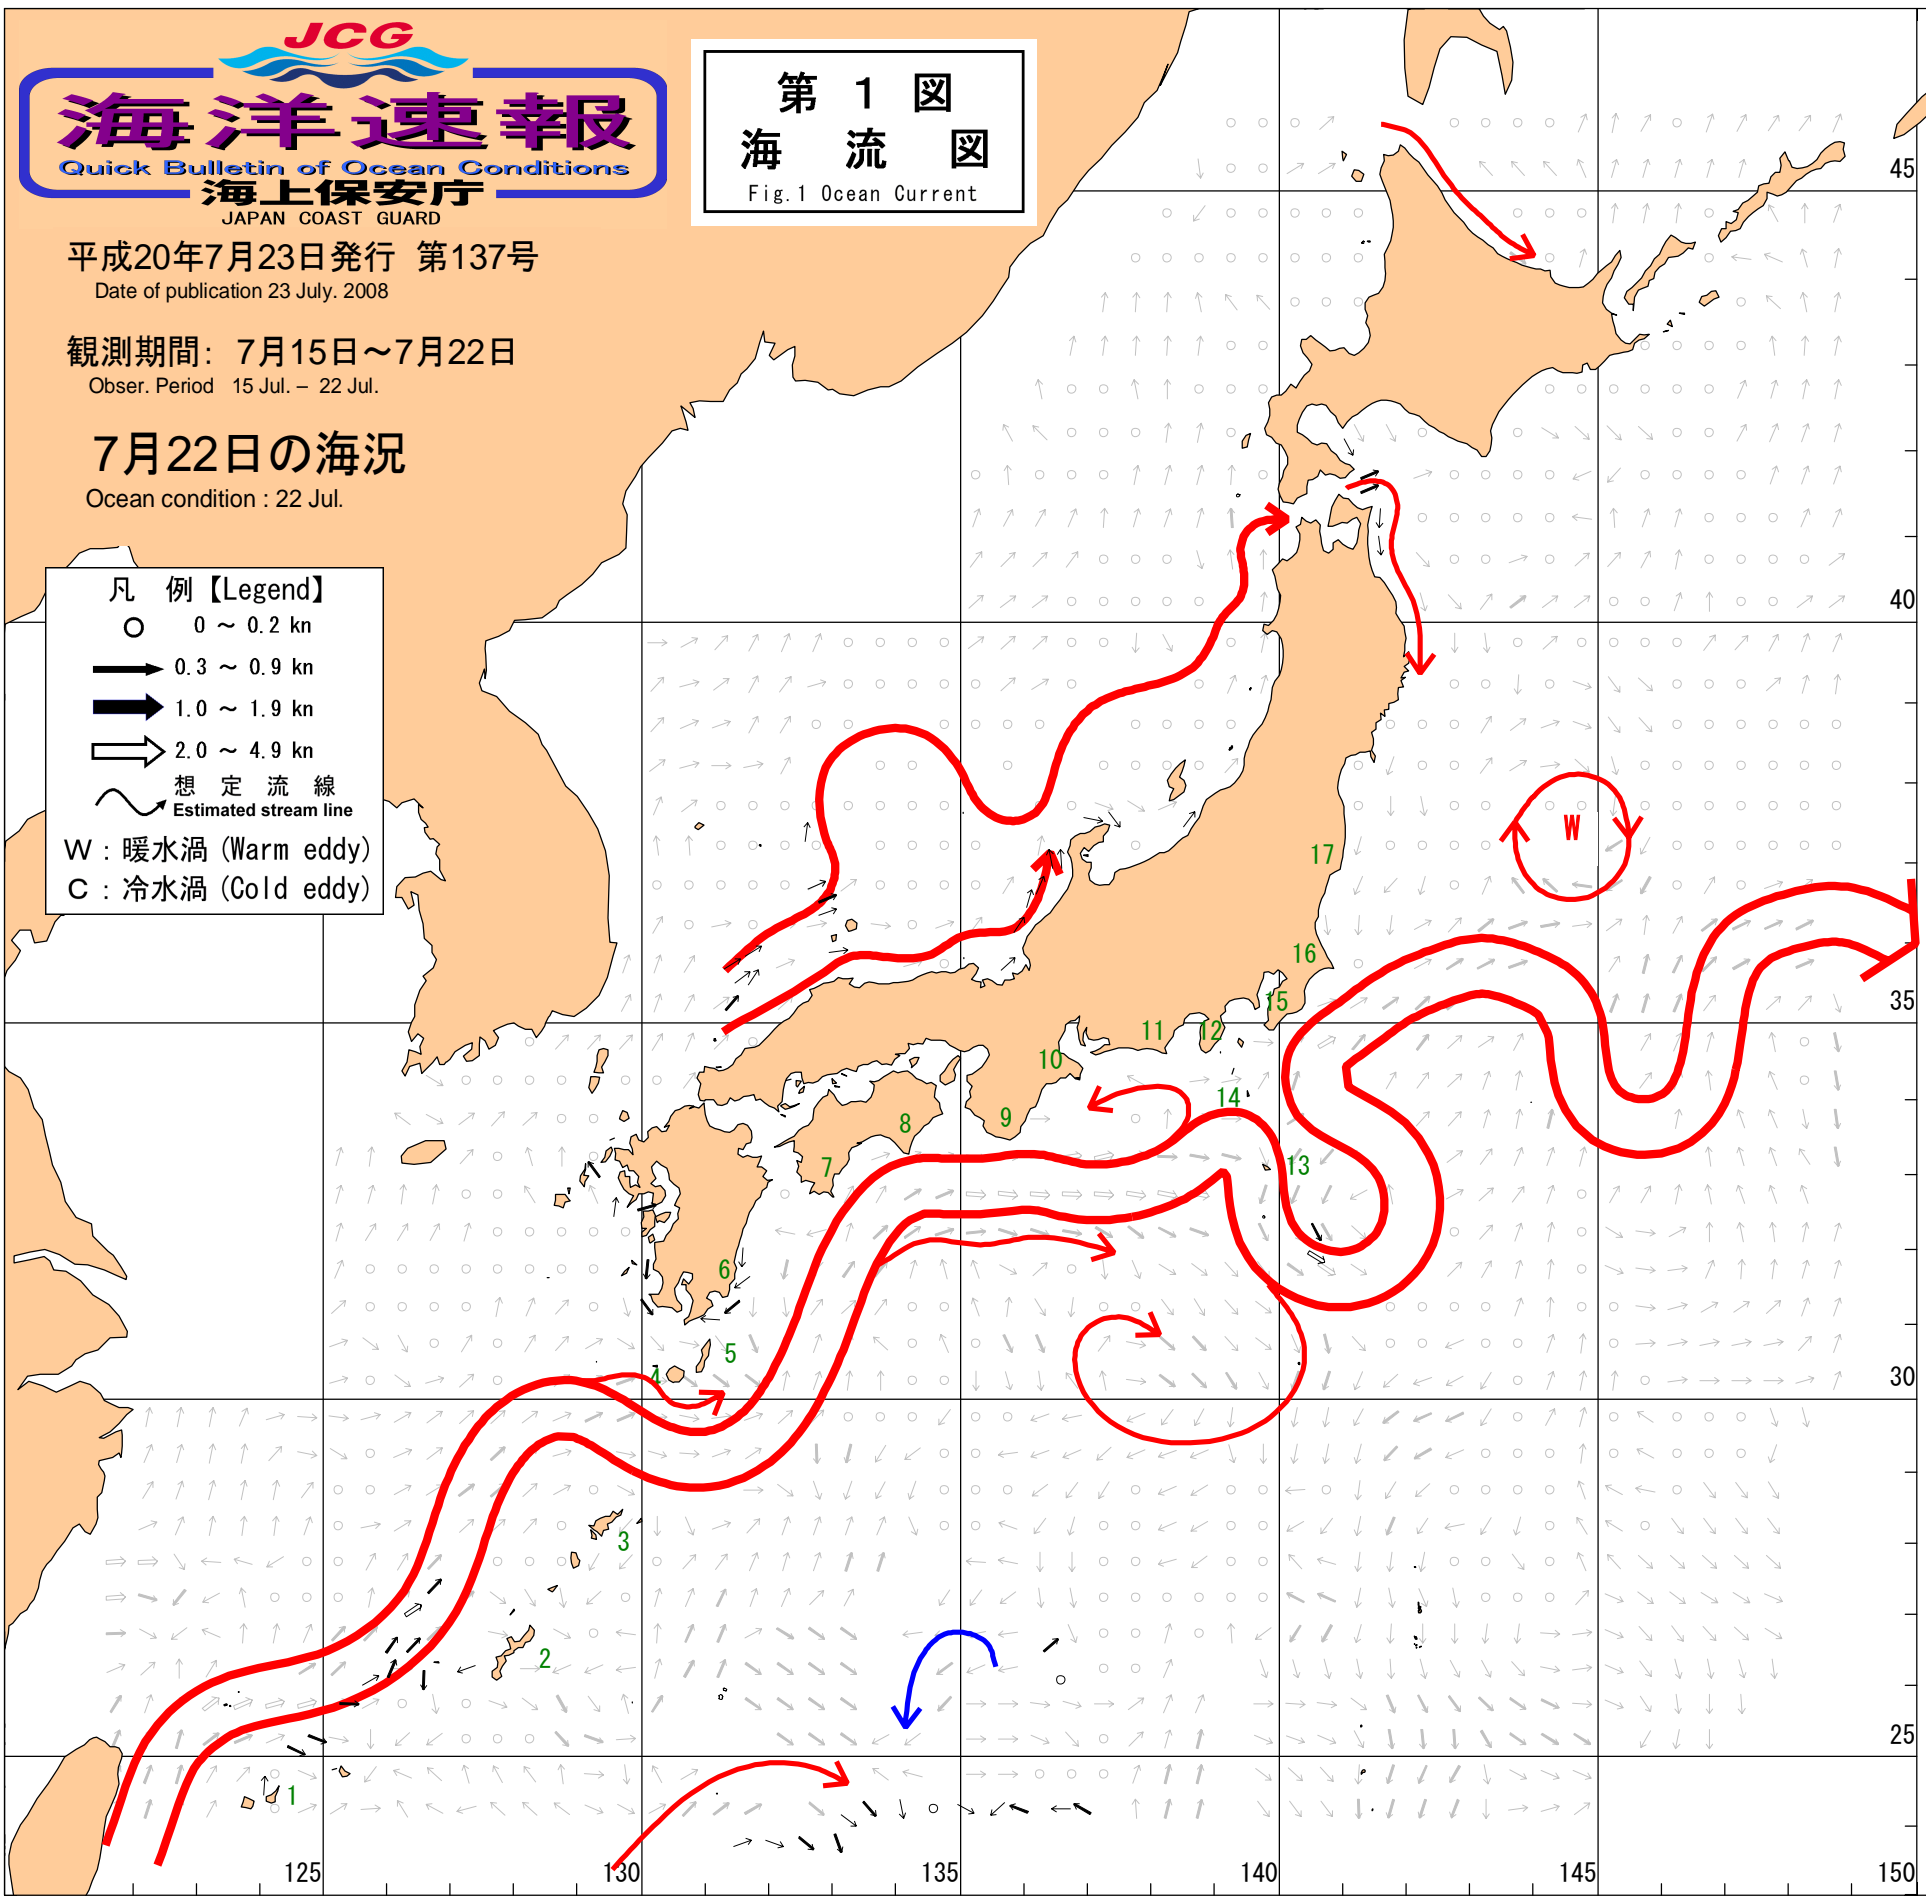 JCG
海洋速報
Quick Bulletin of Ocean Conditions
海上保安庁
JAPAN COAST GUARD
第 1 図
海 流 図
Fig.1 Ocean Current
平成20年7月23日発行 第137号
Date of publication 23 July. 2008
観測期間: 7月15日～7月22日
Obser. Period 15 Jul. – 22 Jul.
7月22日の海況
Ocean condition : 22 Jul.
凡 例【Legend】
0 ～ 0.2 kn
0.3 ～ 0.9 kn
1.0 ～ 1.9 kn
2.0 ～ 4.9 kn
想 定 流 線
Estimated stream line
W : 暖水渦 (Warm eddy)
C : 冷水渦 (Cold eddy)
45
40
W
17
16
35
15
12
11
10
14
9
8
7
13
6
5
4
30
3
2
25
1
125
130
135
140
145
150